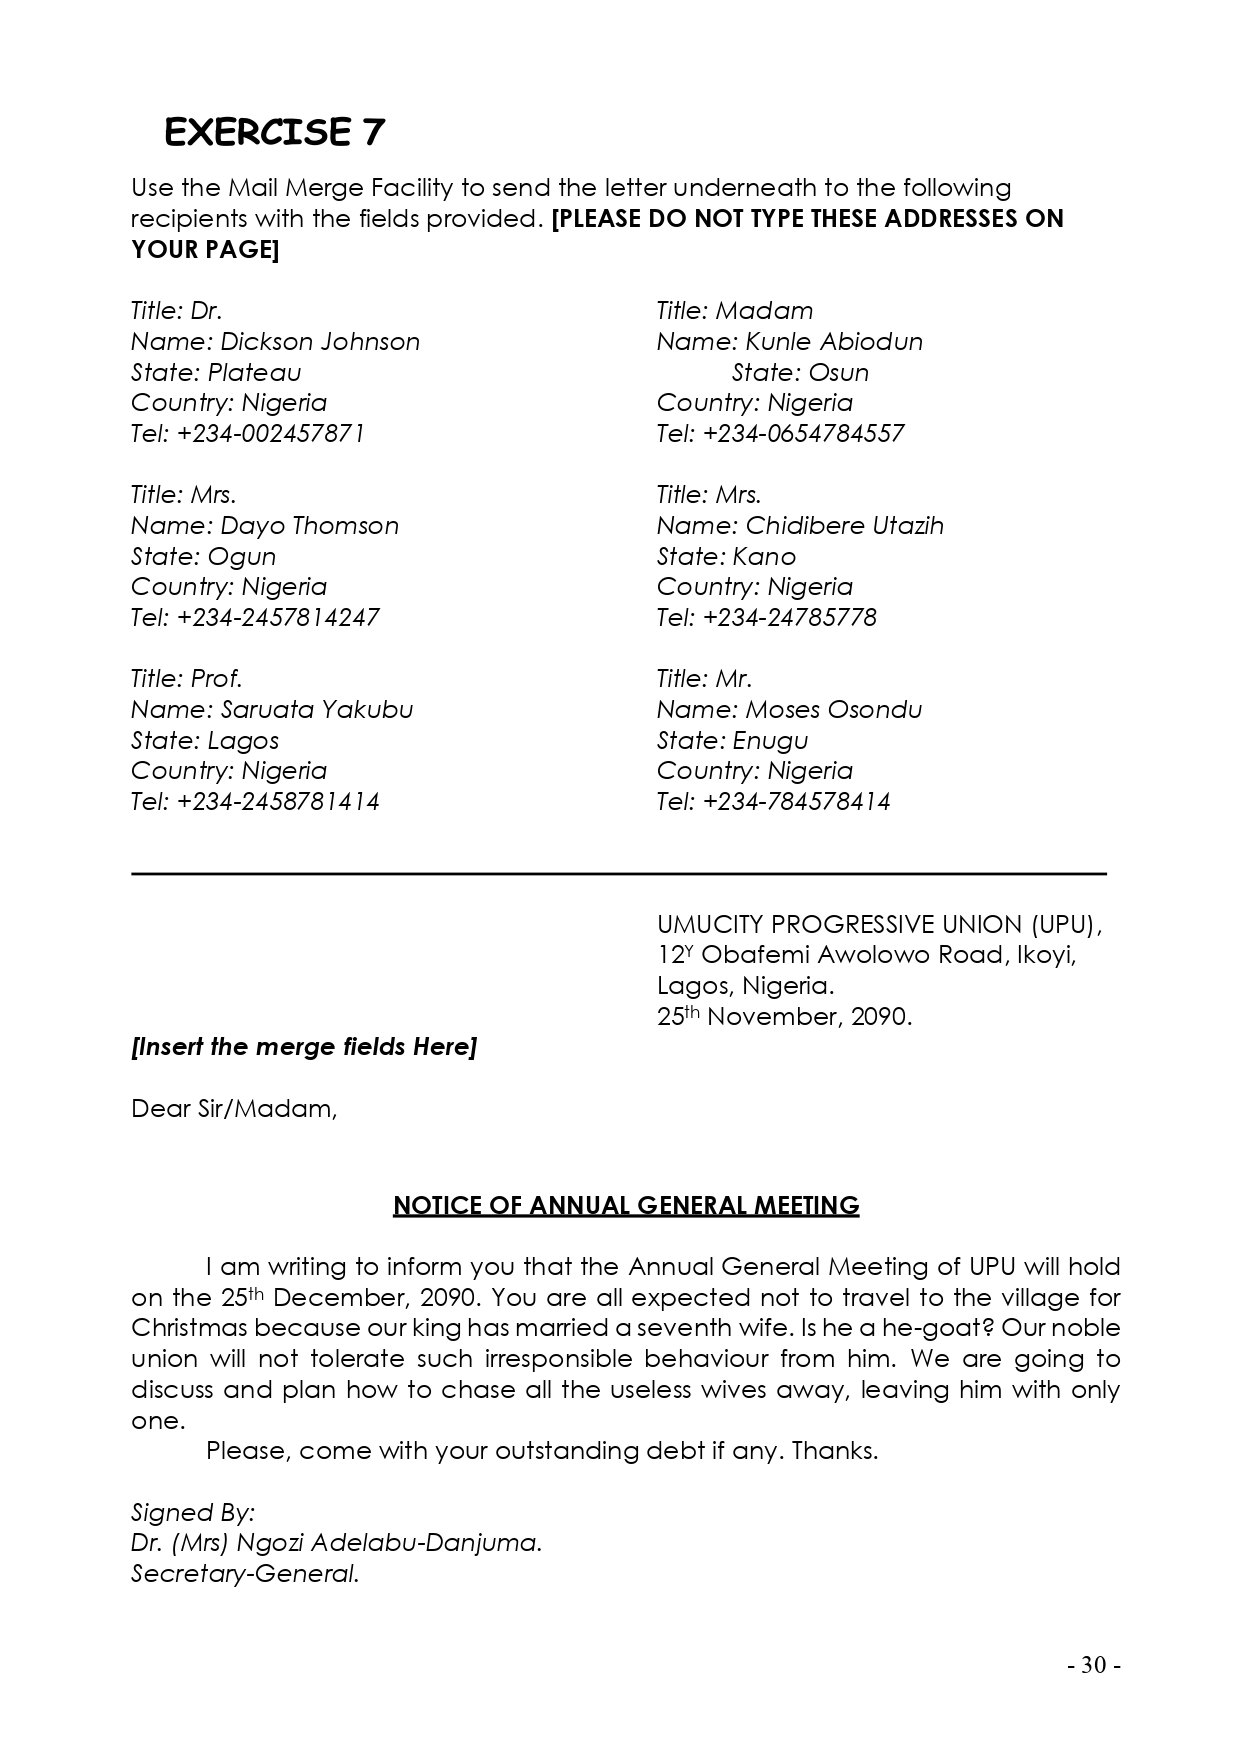 EXERCISE 7
Use the Mail Merge Facility to send the letter underneath to the following
recipients with the fields provided. [PLEASE DO NOT TYPE THESE ADDRESSES ON
YOUR PAGE]
Title: Dr.
Name: Dickson Johnson
State: Plateau
Country: Nigeria
Tel: +234-002457871
Title: Madam
Name: Kunle Abiodun
State: Osun
Country: Nigeria
Tel: +234-0654784557
Title: Mrs.
Name: Dayo Thomson
State: Ogun
Country: Nigeria
Tel: +234-2457814247
Title: Mrs.
Name: Chidibere Utazih
State: Kano
Country: Nigeria
Tel: +234-24785778
Title: Prof.
Name: Saruata Yakubu
State: Lagos
Country: Nigeria
Tel: +234-2458781414
Title: Mr.
Name: Moses Osondu
State: Enugu
Country: Nigeria
Tel: +234-784578414
UMUCITY PROGRESSIVE UNION (UPU),
12Y Obafemi Awolowo Road, Ikoyi,
Lagos, Nigeria.
25th November, 2090.
[Insert the merge fields Here]
Dear Sir/Madam,
NOTICE OF ANNUAL GENERAL MEETING
I am writing to inform you that the Annual General Meeting of UPU will hold
on the 25th December, 2090. You are all expected not to travel to the village for
Christmas because our king has married a seventh wife. Is he a he-goat? Our noble
union will not tolerate such irresponsible behaviour from him. We are going to
discuss and plan how to chase all the useless wives away, leaving him with only
one.
Please, come with your outstanding debt if any. Thanks.
Signed By:
Dr. (Mrs) Ngozi Adelabu-Danjuma.
Secretary-General.
- 30 -